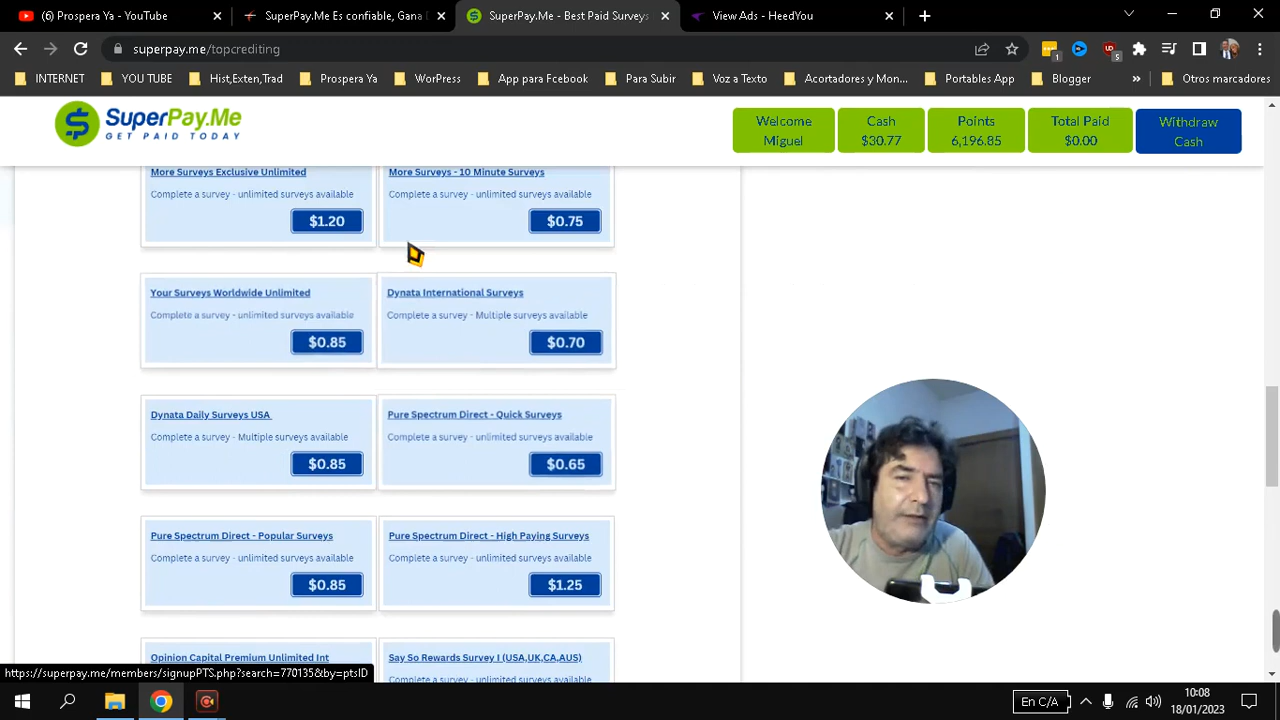 (6) Prospera Ya - YouTube
SuperPay.Me Es confiable, Gana D
SuperPay.Me - Best Paid Surveys
View Ads - HeedYou
superpay.me/topcrediting
1
5
INTERNET
YOU TUBE
Hist,Exten,Trad
Prospera Ya
WorPress
App para Fcebook
Para Subir
Voz a Texto
Acortadores y Mon...
Portables App
Blogger
»
Otros marcadores
SuperPay.Me
GET PAID TODAY
Welcome
Miguel
Cash
$30.77
Points
6,196.85
Total Paid
$0.00
Withdraw
Cash
More Surveys Exclusive Unlimited
Complete a survey - unlimited surveys available
$1.20
More Surveys - 10 Minute Surveys
Complete a survey - unlimited surveys available
$0.75
Your Surveys Worldwide Unlimited
Complete a survey - unlimited surveys available
$0.85
Dynata International Surveys
Complete a survey - Multiple surveys available
$0.70
Dynata Daily Surveys USA
Complete a survey - Multiple surveys available
$0.85
Pure Spectrum Direct - Quick Surveys
Complete a survey - unlimited surveys available
$0.65
Pure Spectrum Direct - Popular Surveys
Complete a survey - unlimited surveys available
$0.85
Pure Spectrum Direct - High Paying Surveys
Complete a survey - unlimited surveys available
$1.25
Opinion Capital Premium Unlimited Int
Say So Rewards Survey I (USA,UK,CA,AUS)
Complete a survey - unlimited surveys available
https://superpay.me/members/signupPTS.php?search=770135&by=ptsID
En C/A
10:08
18/01/2023